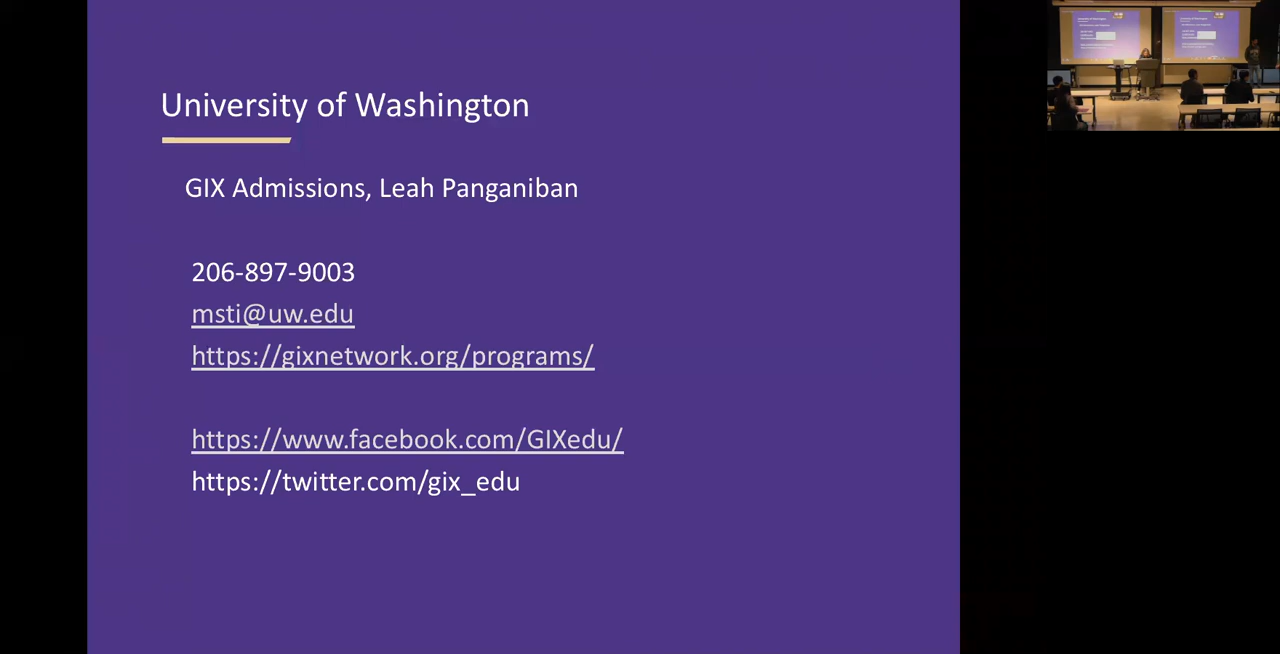 University of Washington
GIX Admissions, Leah Panganiban
206-897-9003
msti@uw.edu
https://gixnetwork.org/programs/
https://www.facebook.com/GIXedu/
https://twitter.com/gix_edu